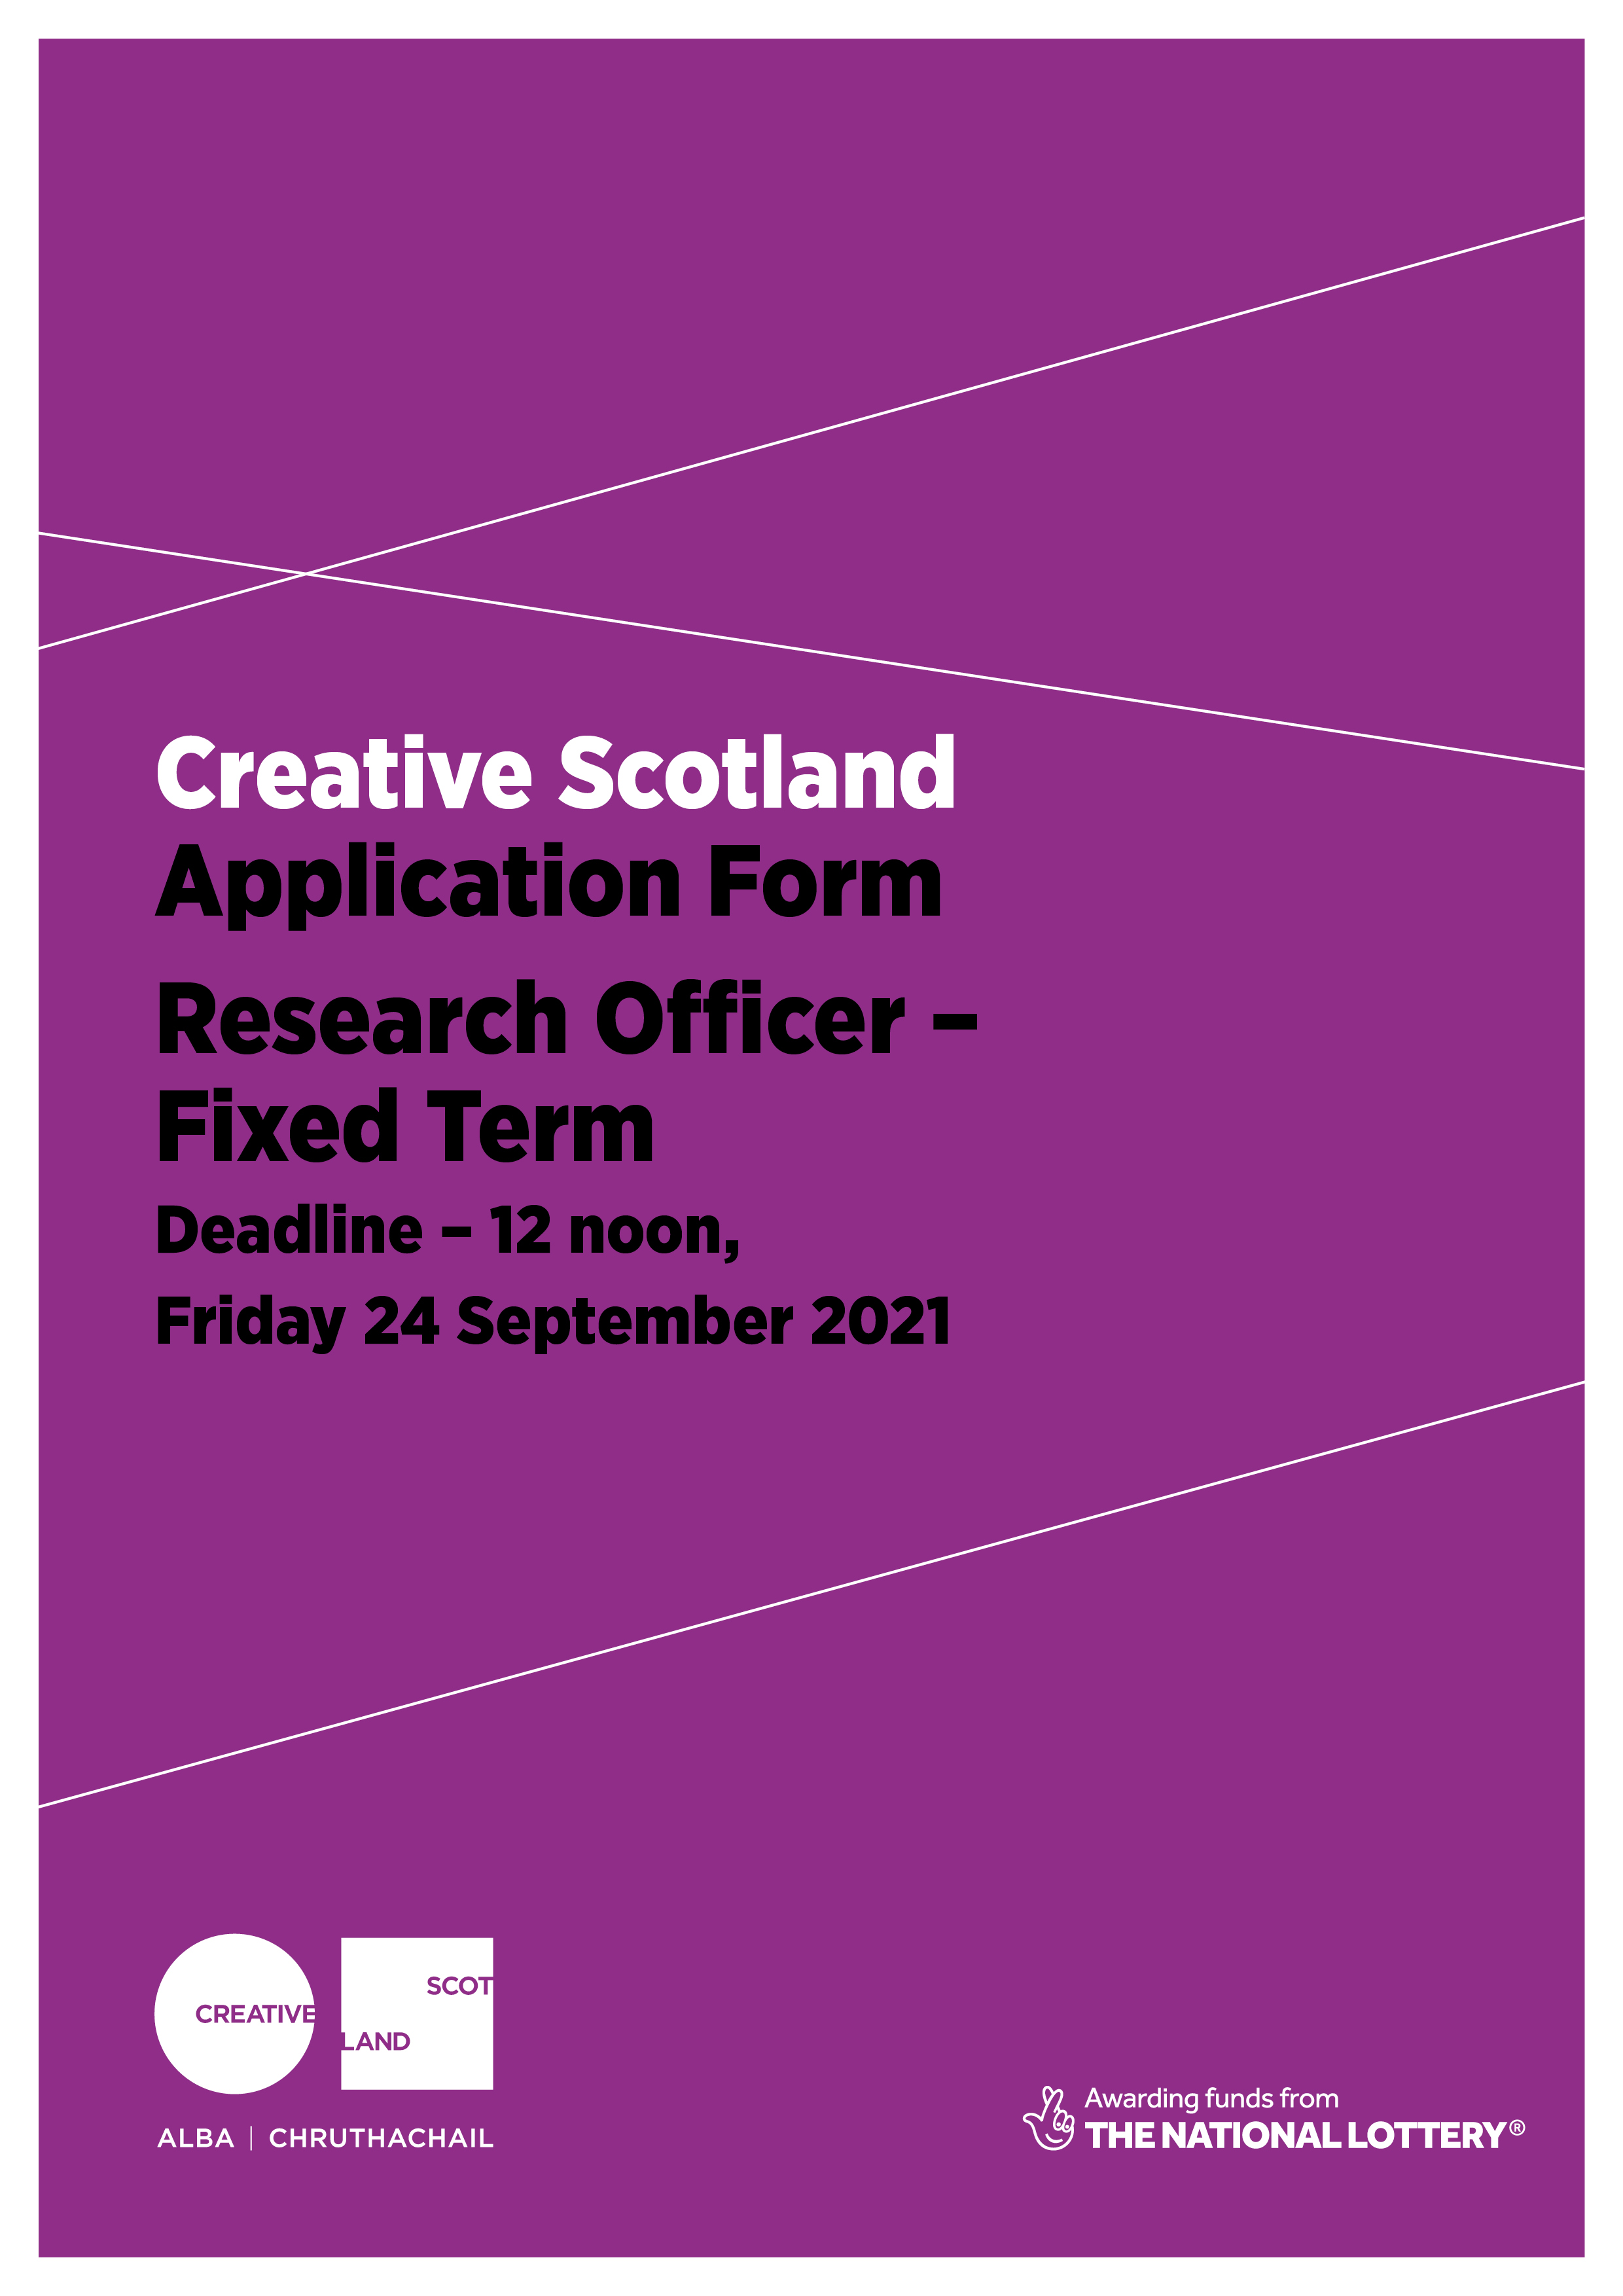 Creative Scotland
Application Form
Research Officer –
Fixed Term
Deadline – 12 noon,
Friday 24 September 2021
CREATIVE
SCOT
LAND
ALBA | CHRUTHACHAIL
Awarding funds from
THE NATIONAL LOTTERY®